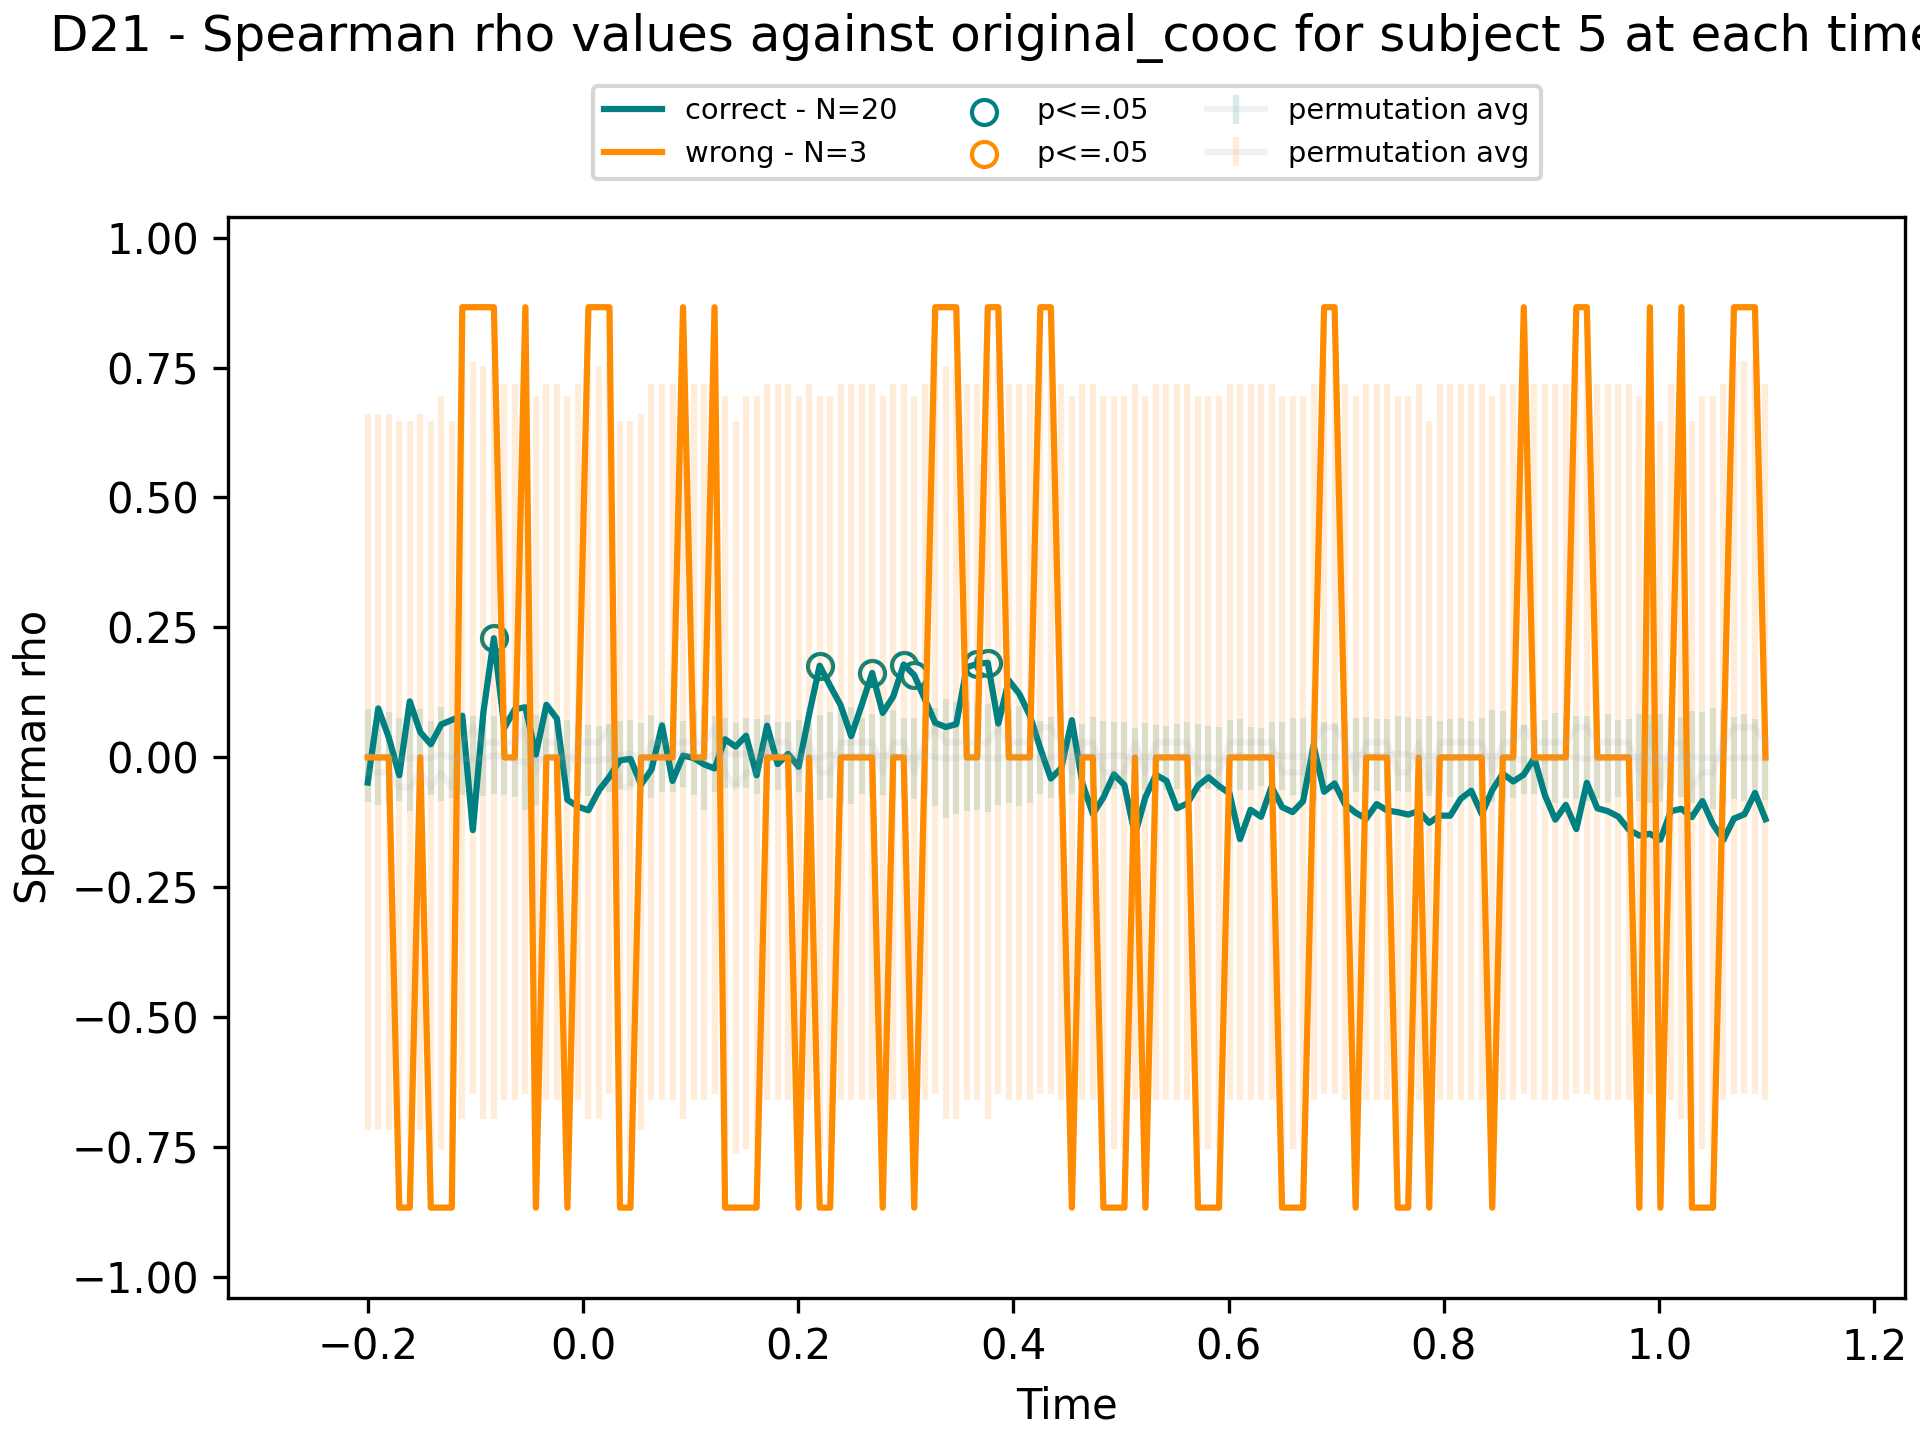 D21 - Spearman rho values against original_cooc for subject 5 at each time
correct - N=20 p<=.05 permutation avg
wrong - N=3 p<=.05 permutation avg
1.00
0.75
0.50
0.25
0.00
−0.25
−0.50
−0.75
−1.00
Spearman rho
−0.2 0.0 0.2 0.4 0.6 0.8 1.0 1.2
Time